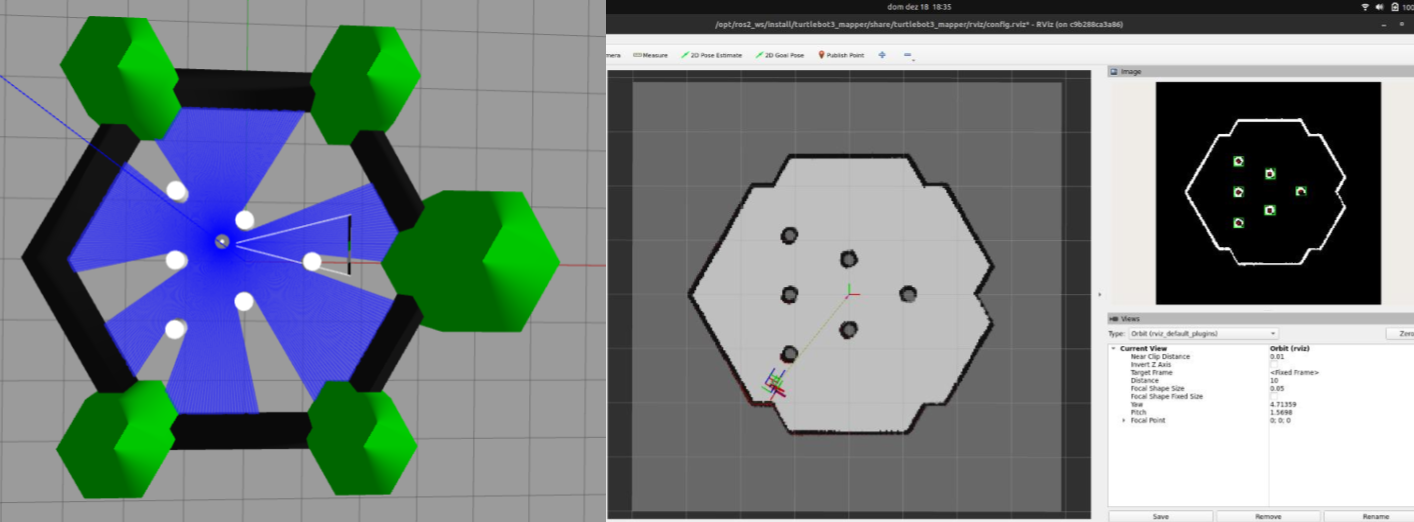 dom dez 18 18:35
100
/opt/ros2_ws/install/turtlebot3_mapper/share/turtlebot3_mapper/rviz/config.rviz* - RViz (on c9b288ca3a86)
mera Measure 2D Pose Estimate 2D Goal Pose Publish Point
Image
Views
Type: Orbit (rviz_default_plugins) Zero
Current View Orbit (rviz)
Near Clip Distance 0.01
Invert Z Axis
Target Frame <Fixed Frame>
Distance 10
Focal Shape Size 0.05
Focal Shape Fixed Size
Yaw 4.71359
Pitch 1.5698
Focal Point 0; 0; 0
Save Remove Rename